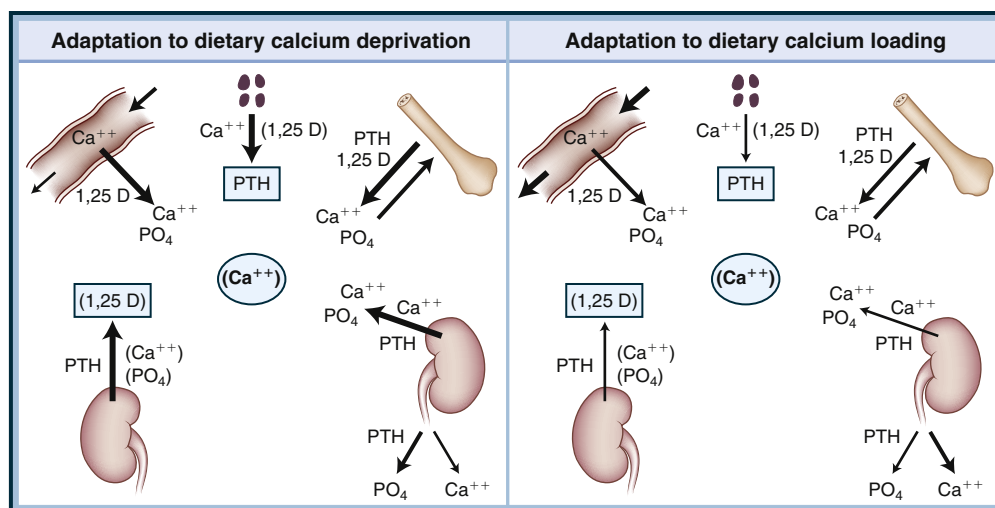 Adaptation to dietary calcium deprivation
Ca++
1,25 D
Ca++
PO4
Ca++ (1,25 D)
PTH
PTH
1,25 D
Ca++
PO4
(Ca++)
(1,25 D)
PTH
(Ca++)
(PO4)
Ca++
PO4
Ca++
PTH
PTH
PO4
Ca++
Adaptation to dietary calcium loading
Ca++
1,25 D
Ca++
PO4
Ca++ (1,25 D)
PTH
PTH
1,25 D
Ca++
PO4
(Ca++)
(1,25 D)
PTH
(Ca++)
(PO4)
Ca++
PO4
Ca++
PTH
PTH
PO4
Ca++